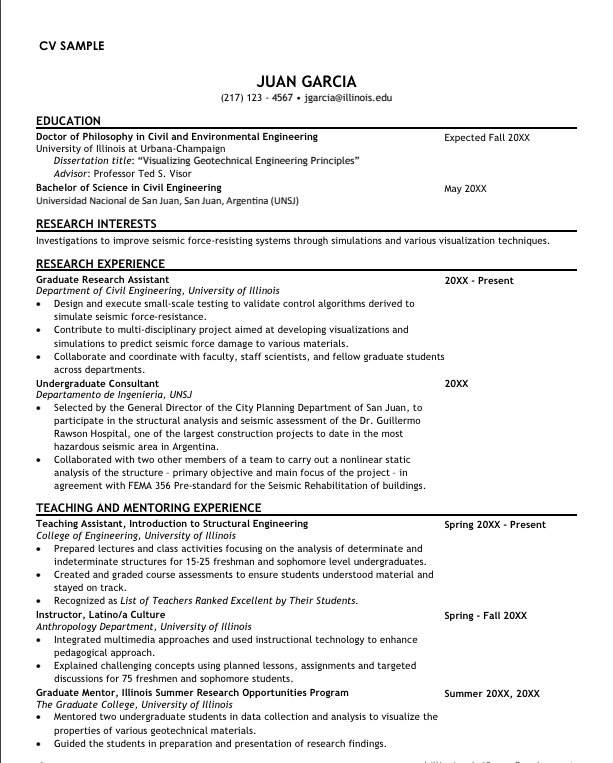 CV SAMPLE
JUAN GARCIA
(217) 123 - 4567 • jgarcia@illinois.edu
EDUCATION
Doctor of Philosophy in Civil and Environmental Engineering Expected Fall 20XX
University of Illinois at Urbana-Champaign
Dissertation title: “Visualizing Geotechnical Engineering Principles”
Advisor: Professor Ted S. Visor
Bachelor of Science in Civil Engineering May 20XX
Universidad Nacional de San Juan, San Juan, Argentina (UNSJ)
RESEARCH INTERESTS
Investigations to improve seismic force-resisting systems through simulations and various visualization techniques.
RESEARCH EXPERIENCE
Graduate Research Assistant 20XX - Present
Department of Civil Engineering, University of Illinois
• Design and execute small-scale testing to validate control algorithms derived to
simulate seismic force-resistance.
• Contribute to multi-disciplinary project aimed at developing visualizations and
simulations to predict seismic force damage to various materials.
• Collaborate and coordinate with faculty, staff scientists, and fellow graduate students
across departments.
Undergraduate Consultant 20XX
Departamento de Ingeniería, UNSJ
• Selected by the General Director of the City Planning Department of San Juan, to
participate in the structural analysis and seismic assessment of the Dr. Guillermo
Rawson Hospital, one of the largest construction projects to date in the most
hazardous seismic area in Argentina.
• Collaborated with two other members of a team to carry out a nonlinear static
analysis of the structure – primary objective and main focus of the project – in
agreement with FEMA 356 Pre-standard for the Seismic Rehabilitation of buildings.
TEACHING AND MENTORING EXPERIENCE
Teaching Assistant, Introduction to Structural Engineering Spring 20XX - Present
College of Engineering, University of Illinois
• Prepared lectures and class activities focusing on the analysis of determinate and
indeterminate structures for 15-25 freshman and sophomore level undergraduates.
• Created and graded course assessments to ensure students understood material and
stayed on track.
• Recognized as List of Teachers Ranked Excellent by Their Students.
Instructor, Latino/a Culture Spring - Fall 20XX
Anthropology Department, University of Illinois
• Integrated multimedia approaches and used instructional technology to enhance
pedagogical approach.
• Explained challenging concepts using planned lessons, assignments and targeted
discussions for 75 freshmen and sophomore students.
Graduate Mentor, Illinois Summer Research Opportunities Program Summer 20XX, 20XX
The Graduate College, University of Illinois
• Mentored two undergraduate students in data collection and analysis to visualize the
properties of various geotechnical materials.
• Guided the students in preparation and presentation of research findings.